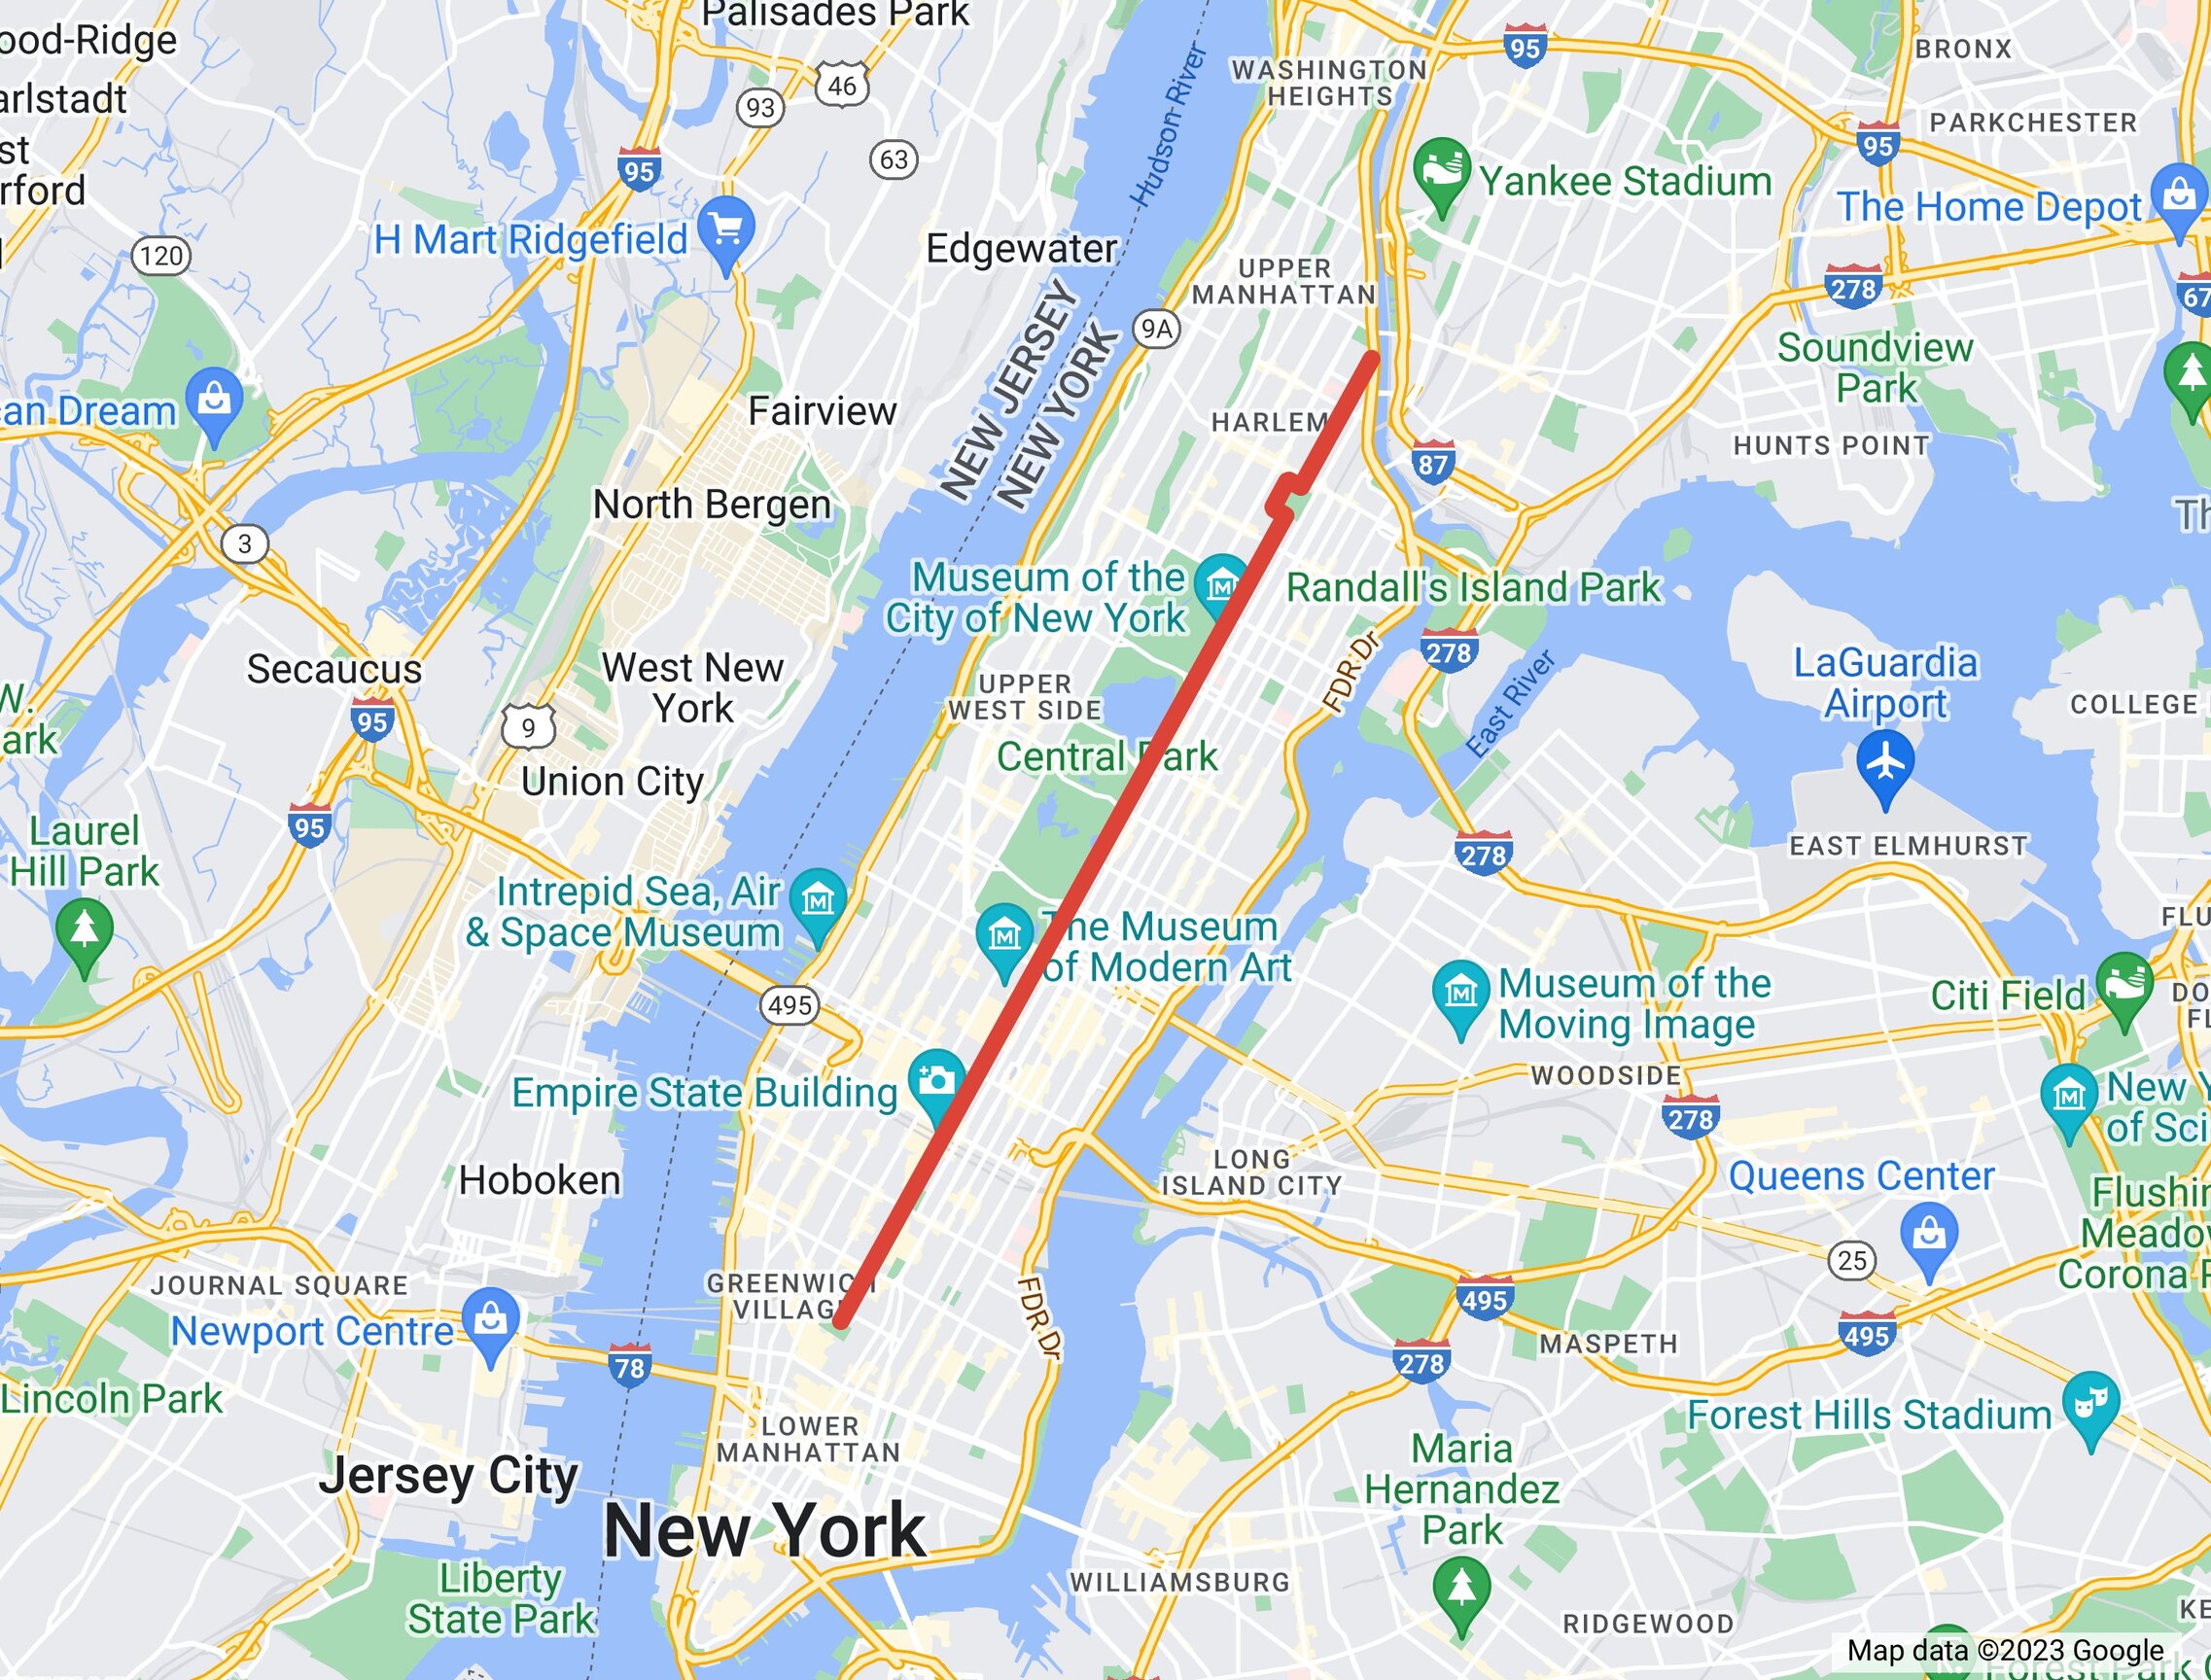 Palisades Park
ood-Ridge
arlstadt
st
rford
93
46
63
95
WASHINGTON
HEIGHTS
95
BRONX
PARKCHESTER
95
Hudson River
Yankee Stadium
The Home Depot
H Mart Ridgefield
120
Edgewater
UPPER
MANHATTAN
278
67
9A
NEW JERSEY
NEW YORK
Soundview
Park
can Dream
Fairview
HARLEM
87
HUNTS POINT
North Bergen
3
Th
Museum of the
City of New York
Randall's Island Park
278
FDR Dr
East River
LaGuardia
Airport
Secaucus
West New
York
UPPER
WEST SIDE
COLLEGE
W.
ark
95
9
Central Park
Union City
95
278
EAST ELMHURST
Laurel
Hill Park
Intrepid Sea, Air
& Space Museum
The Museum
of Modern Art
FLU
Museum of the
Moving Image
Citi Field
DO
FL
495
WOODSIDE
Empire State Building
278
New Y
of Sci
Hoboken
LONG
ISLAND CITY
Queens Center
Flushin
Meadow
Corona P
25
JOURNAL SQUARE
GREENWICH
VILLAGE
FDR Dr
495
Newport Centre
78
MASPETH
495
278
Lincoln Park
LOWER
MANHATTAN
Forest Hills Stadium
Jersey City
New York
Maria
Hernandez
Park
Liberty
State Park
WILLIAMSBURG
RIDGEWOOD
KE
Map data ©2023 Google